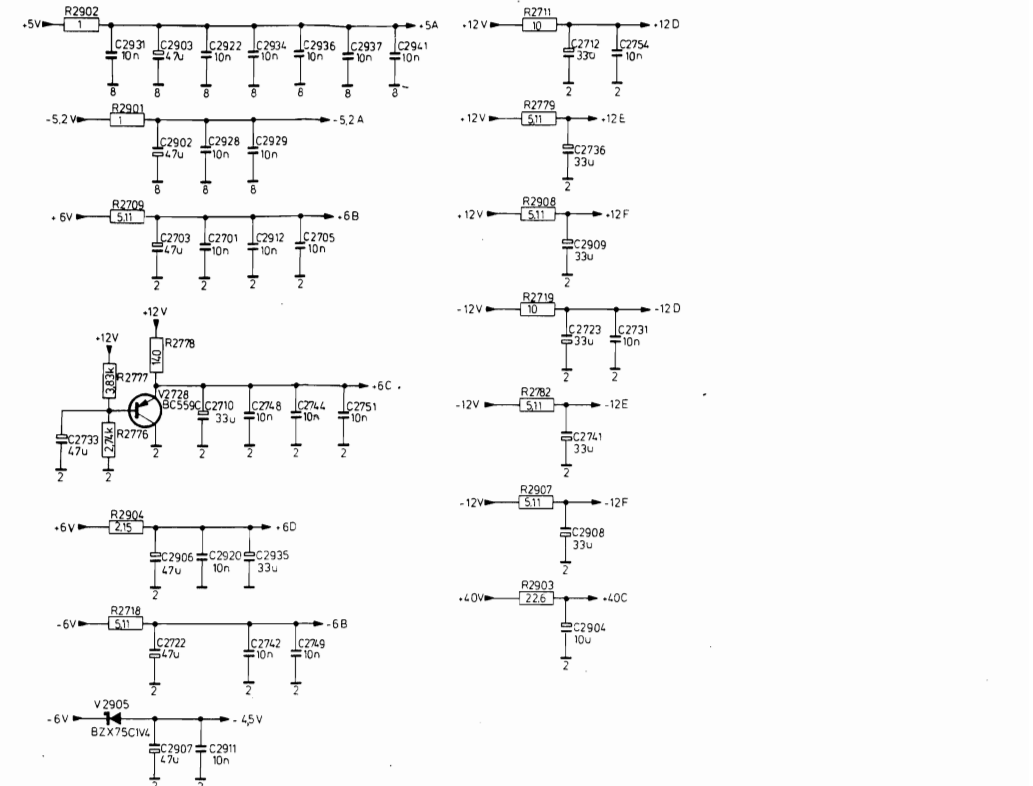 R2902
+5V
1
+5A
C2931
10n
C2903
47u
C2922
10n
C2934
10n
C2936
10n
C2937
10n
C2941
10n
8 8 8 8 8 8 8
R2901
-5,2V
1
-5,2A
C2902
47u
C2928
10n
C2929
10n
8 8 8
R2709
+6V
5,11
+6B
C2703
47u
C2701
10n
C2912
10n
C2705
10n
2 2 2 2
+12V
+12V
R2778
140
R2777
3,83k
V2728
BC559C
+6C
C2710
33u
C2748
10n
C2744
10n
C2751
10n
C2733
47u
R2776
2,74k
2 2 2 2 2 2 2
R2904
+6V
2,15
+6D
C2906
47u
C2920
10n
C2935
33u
2
R2718
-6V
5,11
-6B
C2722
47u
C2742
10n
C2749
10n
2 2 2
V2905
-6V
BZX75C1V4
-4,5V
C2907
47u
C2911
10n
2 2
R2711
+12V
10
+12D
C2712
33u
C2754
10n
2 2
R2779
+12V
5,11
+12E
C2736
33u
2
R2908
+12V
5,11
+12F
C2909
33u
2
R2719
-12V
10
-12D
C2723
33u
C2731
10n
2 2
R2782
-12V
5,11
-12E
C2741
33u
2
R2907
-12V
5,11
-12F
C2908
33u
2
R2903
+40V
22,6
+40C
C2904
10u
2